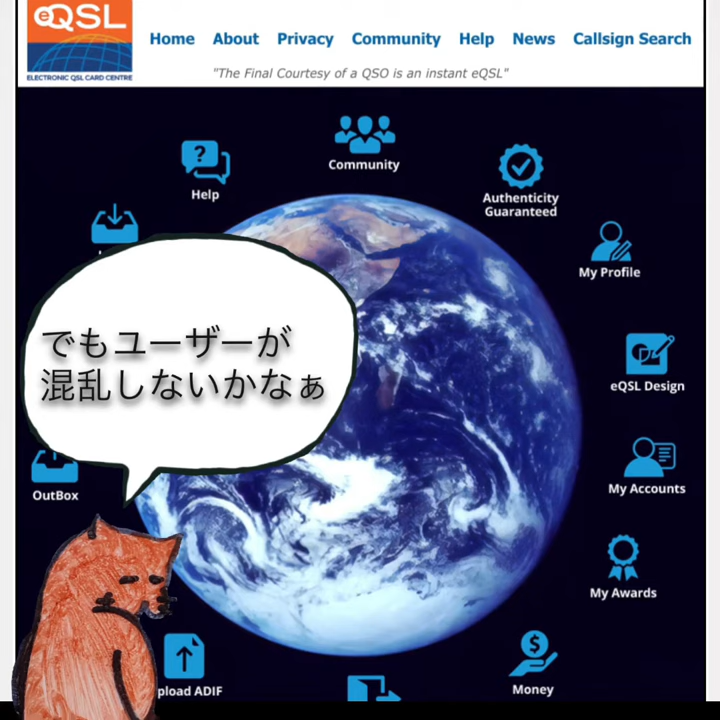 eQSL
ELECTRONIC QSL CARD CENTRE
Home About Privacy Community Help News Callsign Search
"The Final Courtesy of a QSO is an instant eQSL"
Community
Help
Authenticity
Guaranteed
My Profile
でもユーザーが
混乱しないかなぁ
eQSL Design
OutBox
My Accounts
My Awards
pload ADIF
Money